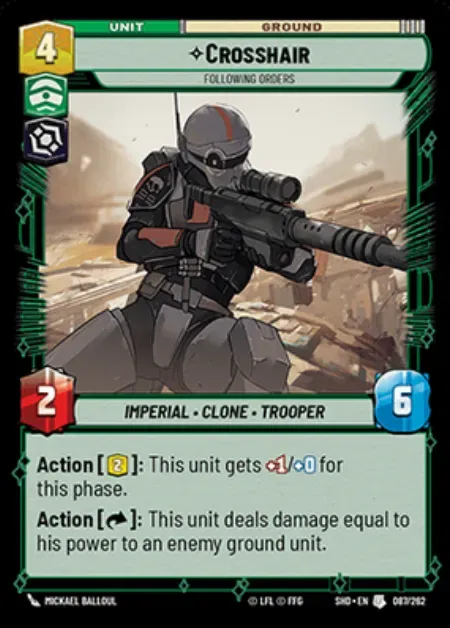 UNIT
GROUND
4
CROSSHAIR
FOLLOWING ORDERS
2
IMPERIAL • CLONE • TROOPER
6
Action [2]: This unit gets +1/+0 for
this phase.
Action [ ]: This unit deals damage equal to
his power to an enemy ground unit.
MICKAEL BALLOUL
© LFL © FFG
SHD • EN
087/262